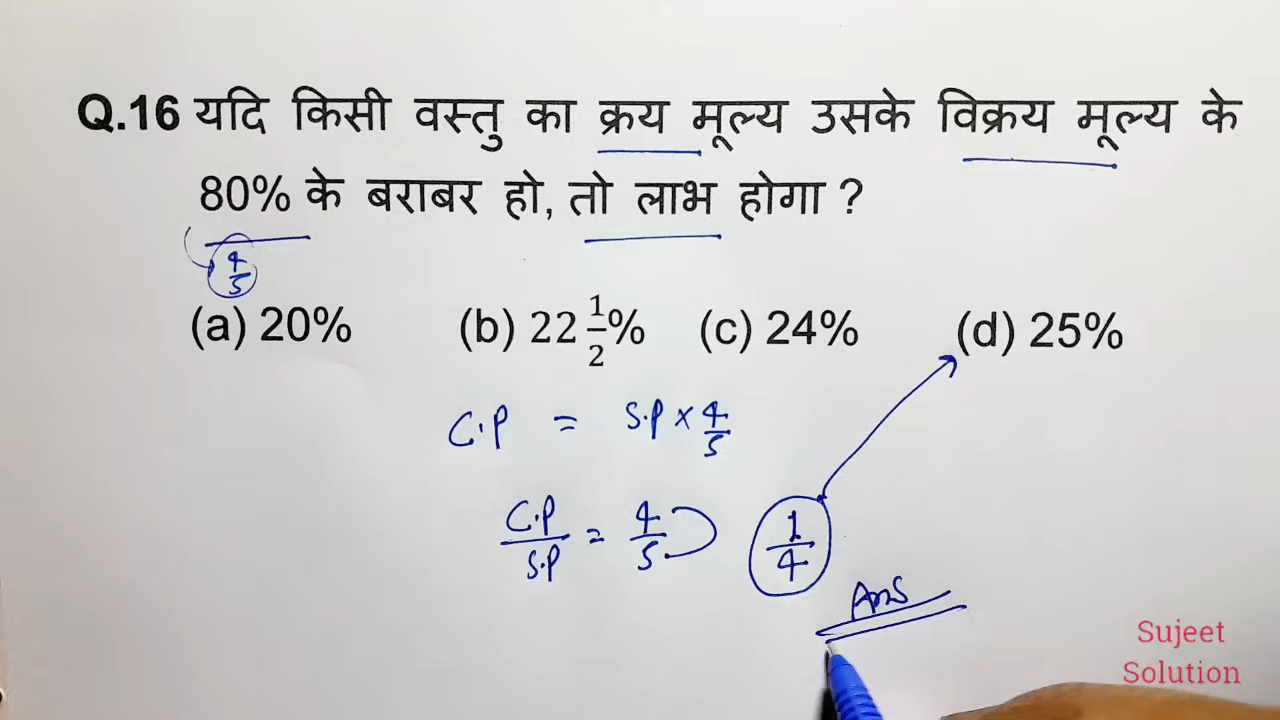 Q.16 यदि किसी वस्तु का क्रय मूल्य उसके विक्रय मूल्य के
80% के बराबर हो, तो लाभ होगा ?
4/5
(a) 20% (b) 22 1/2% (c) 24% (d) 25%
C.P = S.P × 4/5
C.P/S.P = 4/5 1/4
Ans
Sujeet
Solution